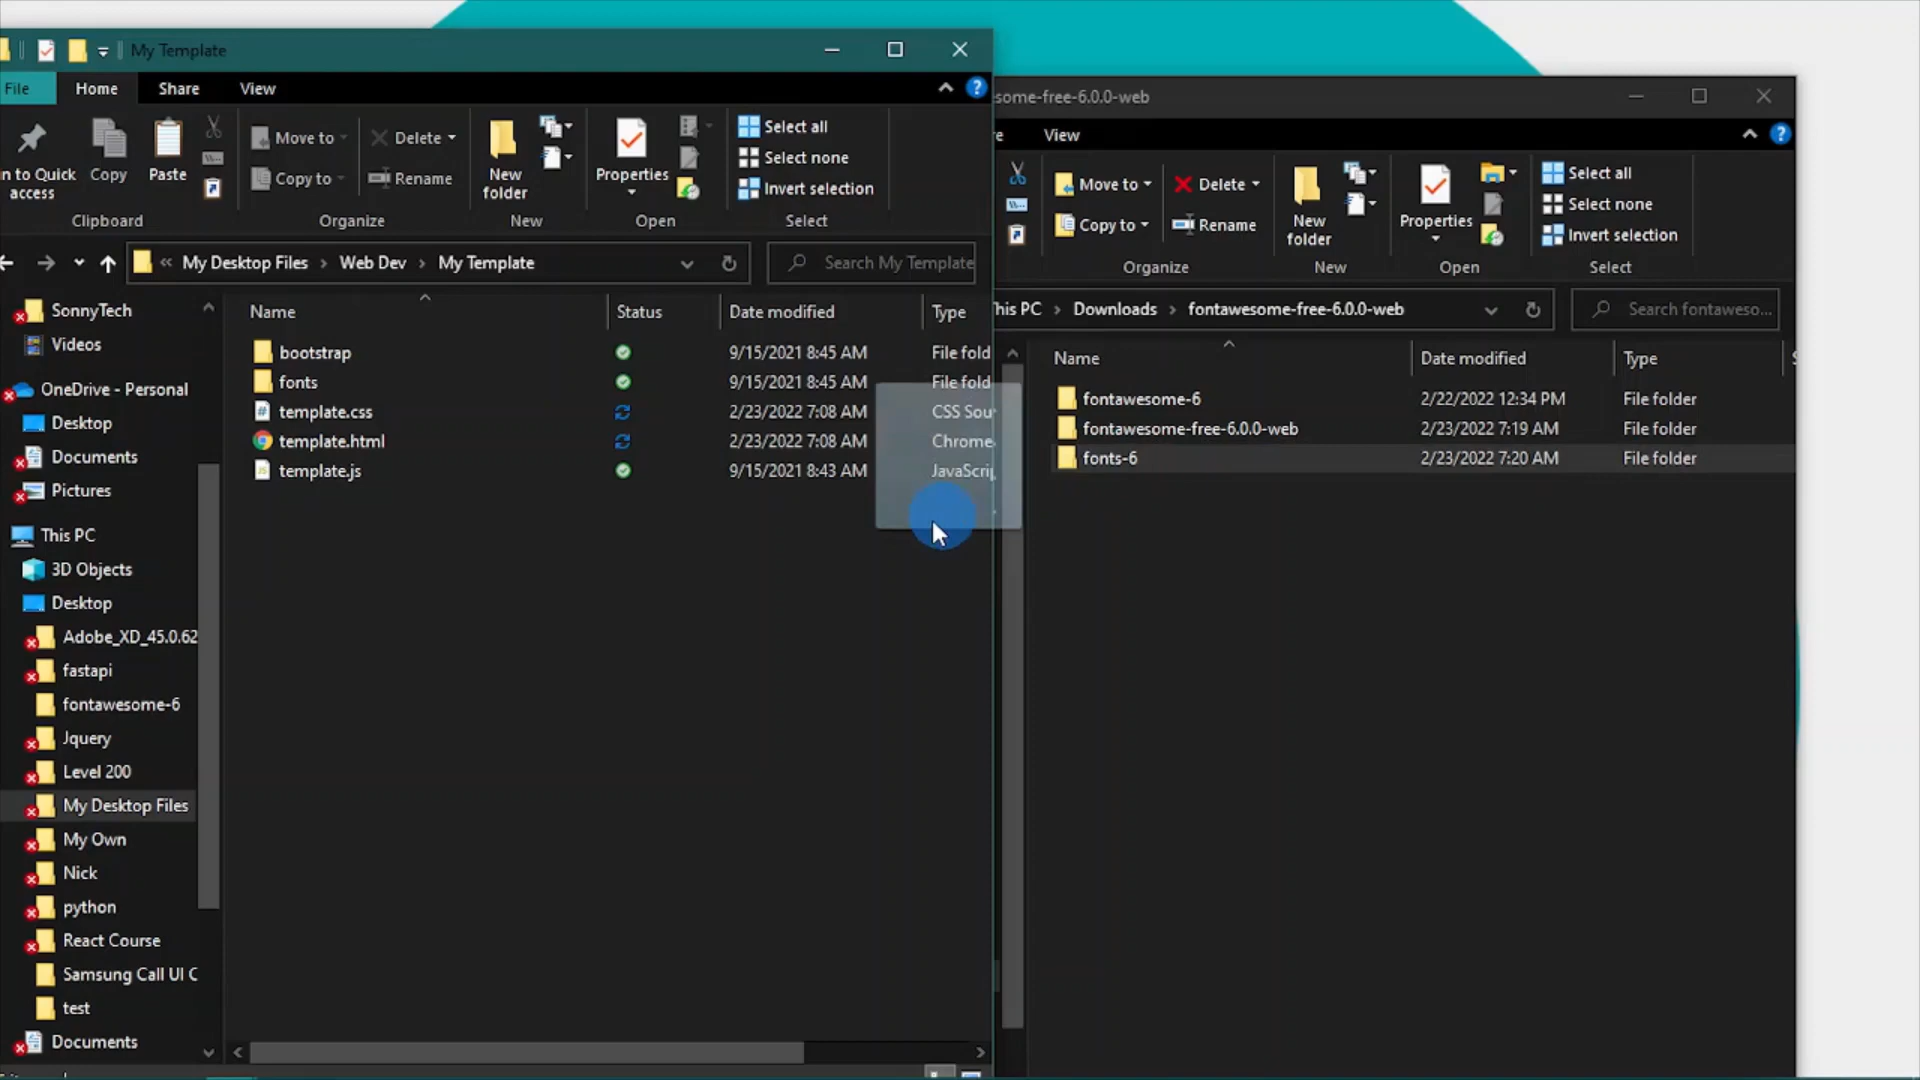 My Template
File Home Share View
n to Quick access
Copy
Paste
Clipboard
Move to
Copy to
Delete
Rename
Organize
New folder
New
Properties
Open
Select all
Select none
Invert selection
Select
« My Desktop Files › Web Dev › My Template
Search My Template
SonnyTech
Videos
OneDrive - Personal
Desktop
Documents
Pictures
This PC
3D Objects
Desktop
Adobe_XD_45.0.62
fastapi
fontawesome-6
Jquery
Level 200
My Desktop Files
My Own
Nick
python
React Course
Samsung Call UI C
test
Documents
Name Status Date modified Type
bootstrap 9/15/2021 8:45 AM File fold
fonts 9/15/2021 8:45 AM File fold
template.css 2/23/2022 7:08 AM CSS Sou
template.html 2/23/2022 7:08 AM Chrome
template.js 9/15/2021 8:43 AM JavaScrip
some-free-6.0.0-web
re View
Move to
Copy to
Delete
Rename
Organize
New folder
New
Properties
Open
Select all
Select none
Invert selection
Select
This PC › Downloads › fontawesome-free-6.0.0-web
Search fontaweso...
Name Date modified Type
fontawesome-6 2/22/2022 12:34 PM File folder
fontawesome-free-6.0.0-web 2/23/2022 7:19 AM File folder
fonts-6 2/23/2022 7:20 AM File folder